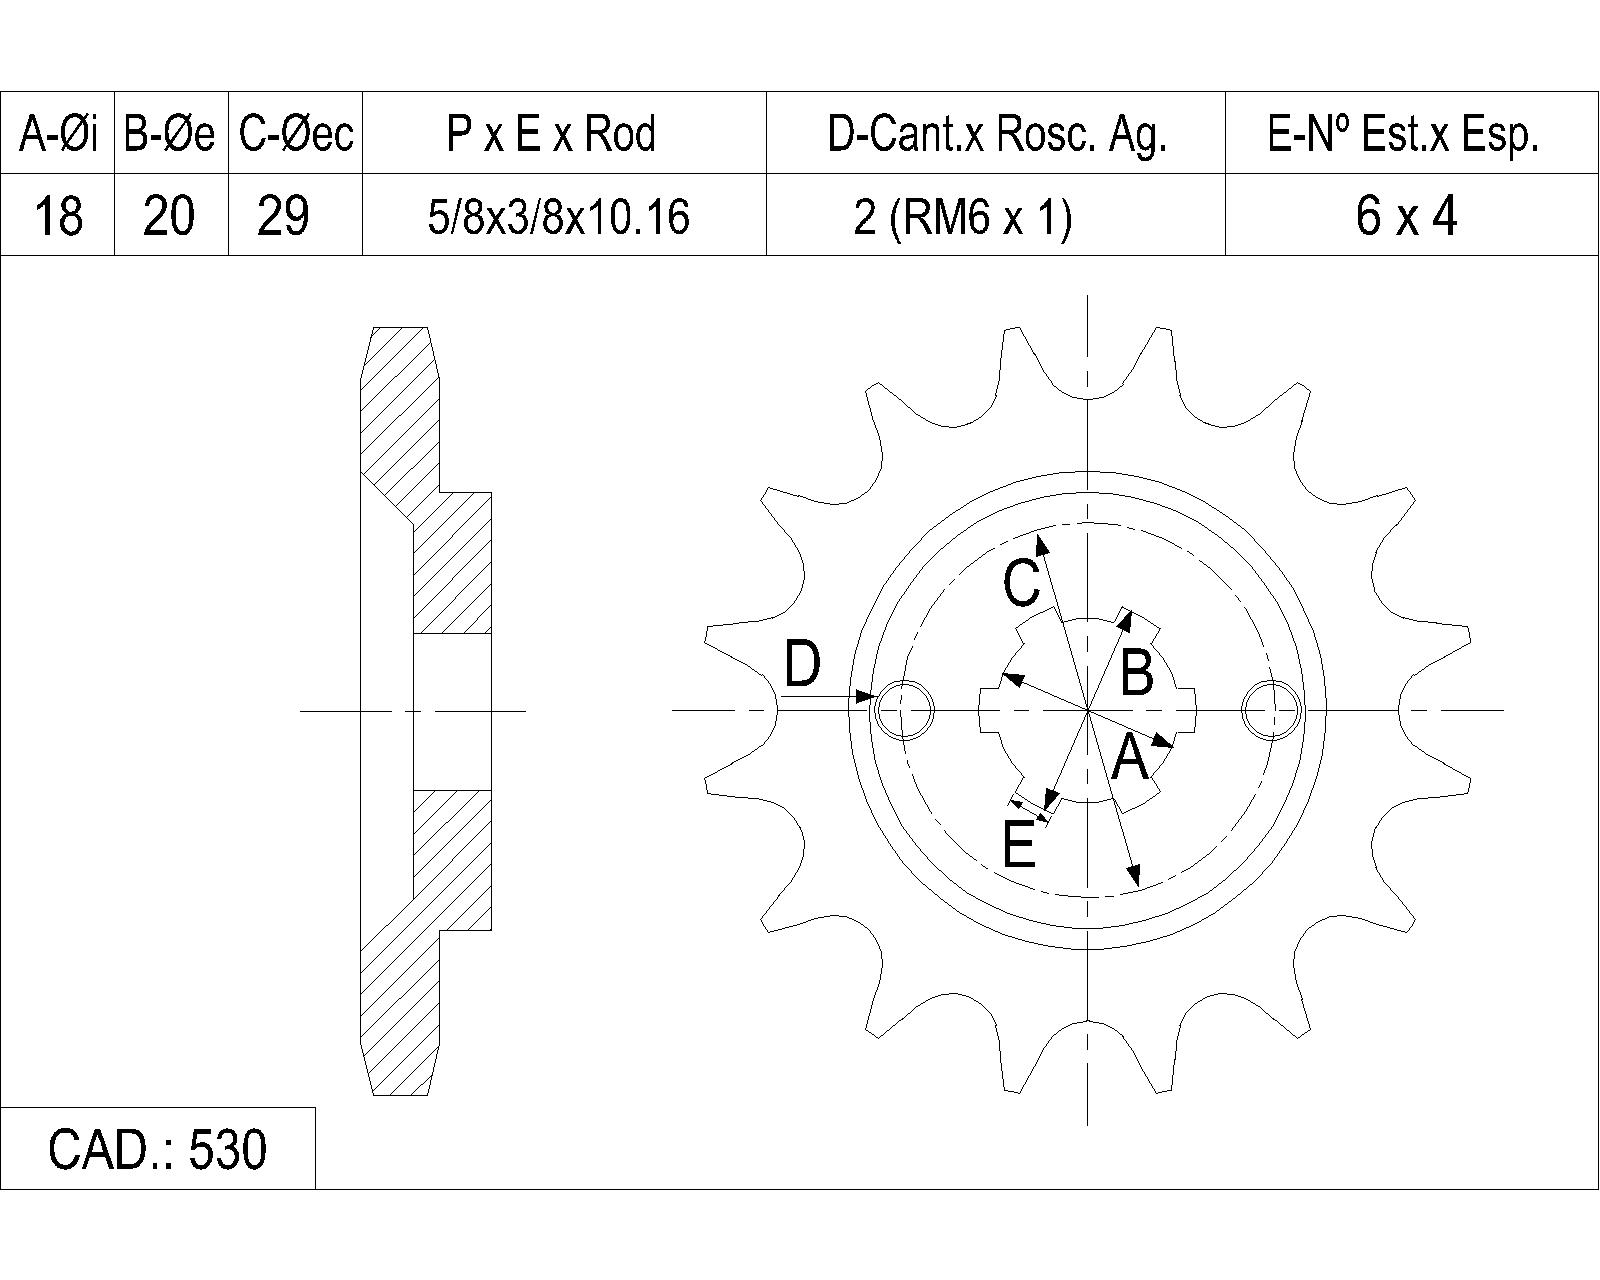 A-Øi B-Øe C-Øec P x E x Rod D-Cant.x Rosc. Ag. E-Nº Est.x Esp.
18 20 29 5/8x3/8x10.16 2 (RM6 x 1) 6 x 4
C
D
B
A
E
CAD.: 530